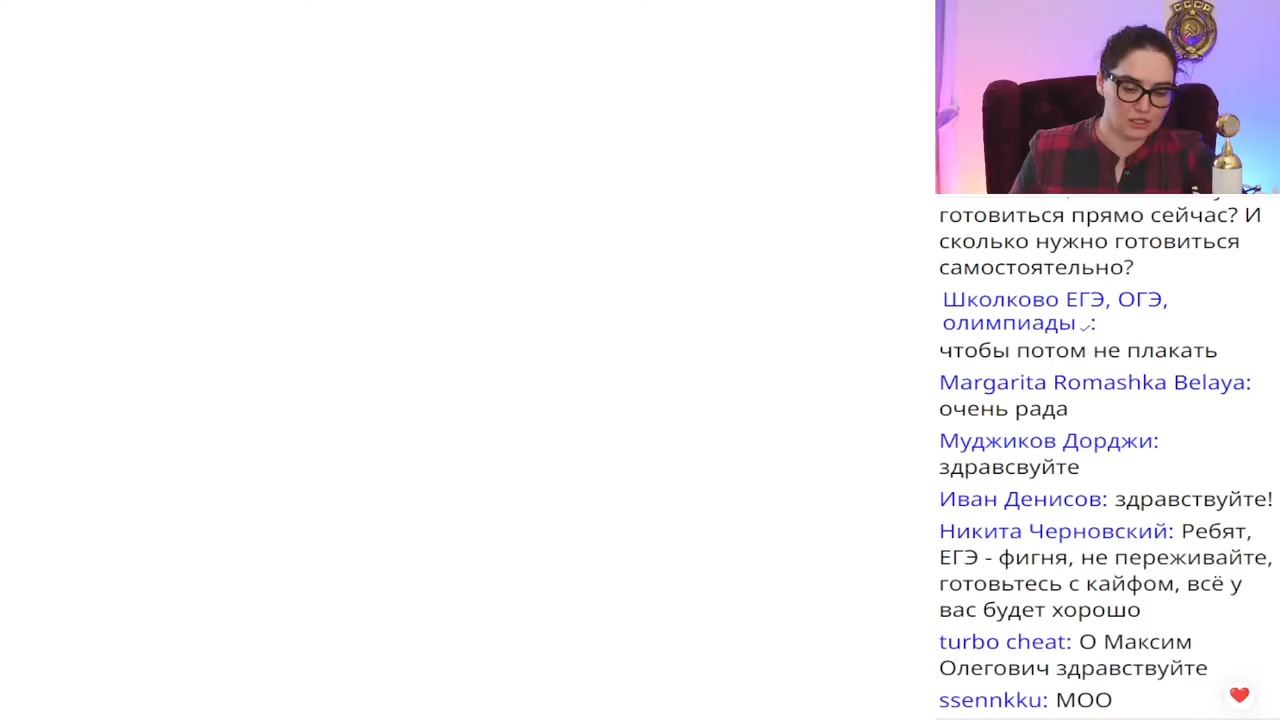 СССР
готовиться прямо сейчас? И
сколько нужно готовиться
самостоятельно?
Школково ЕГЭ, ОГЭ,
олимпиады :
чтобы потом не плакать
Margarita Romashka Belaya:
очень рада
Муджиков Дорджи:
здравсвуйте
Иван Денисов: здравствуйте!
Никита Черновский: Ребят,
ЕГЭ - фигня, не переживайте,
готовьтесь с кайфом, всё у
вас будет хорошо
turbo cheat: О Максим
Олегович здравствуйте
ssennkku: МОО